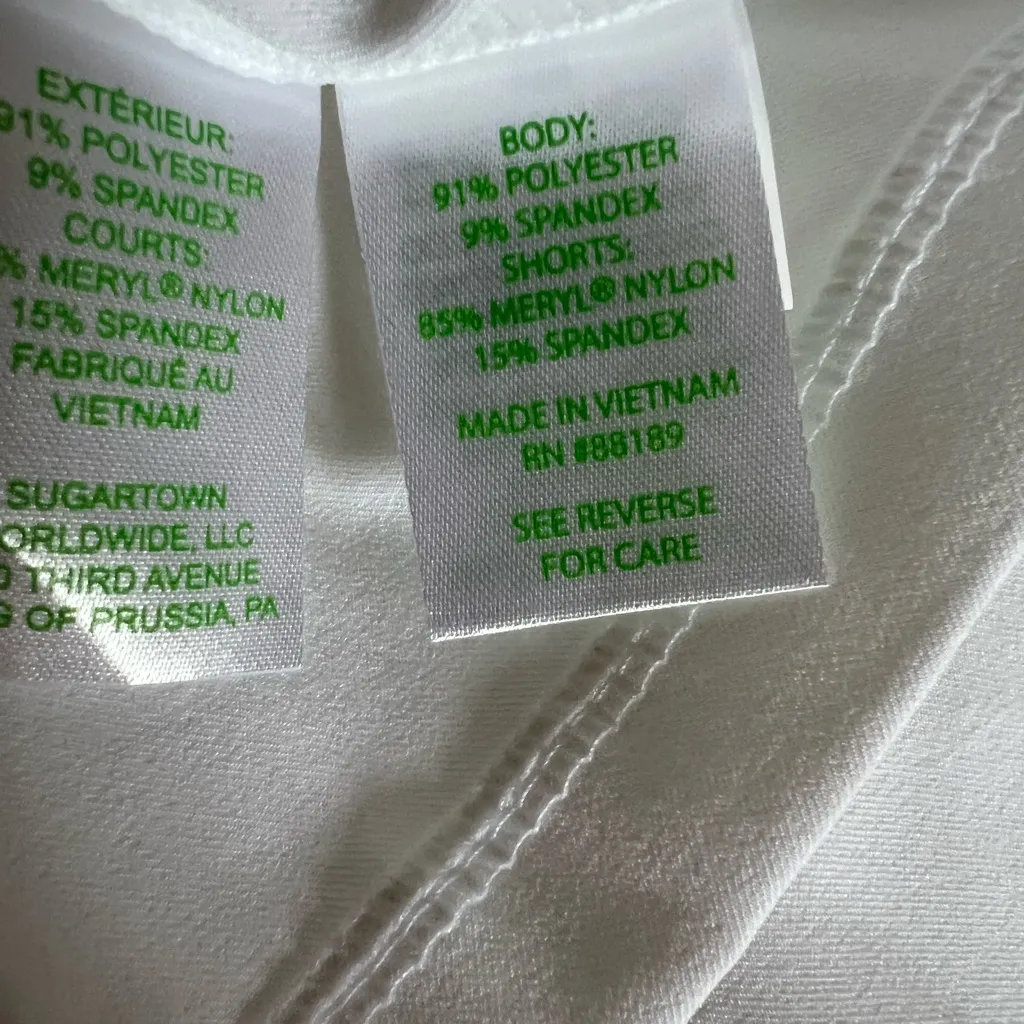 EXTÉRIEUR:
91% POLYESTER
9% SPANDEX
COURTS:
% MERYL® NYLON
15% SPANDEX
FABRIQUÉ AU
VIETNAM
SUGARTOWN
ORLDWIDE, LLC
THIRD AVENUE
OF PRUSSIA, PA
BODY:
91% POLYESTER
9% SPANDEX
SHORTS:
85% MERYL® NYLON
15% SPANDEX
MADE IN VIETNAM
RN #88189
SEE REVERSE
FOR CARE